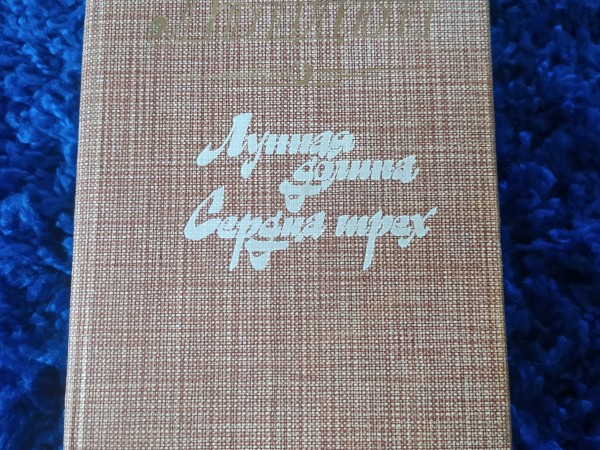 Лунная
долина
Сердца трех